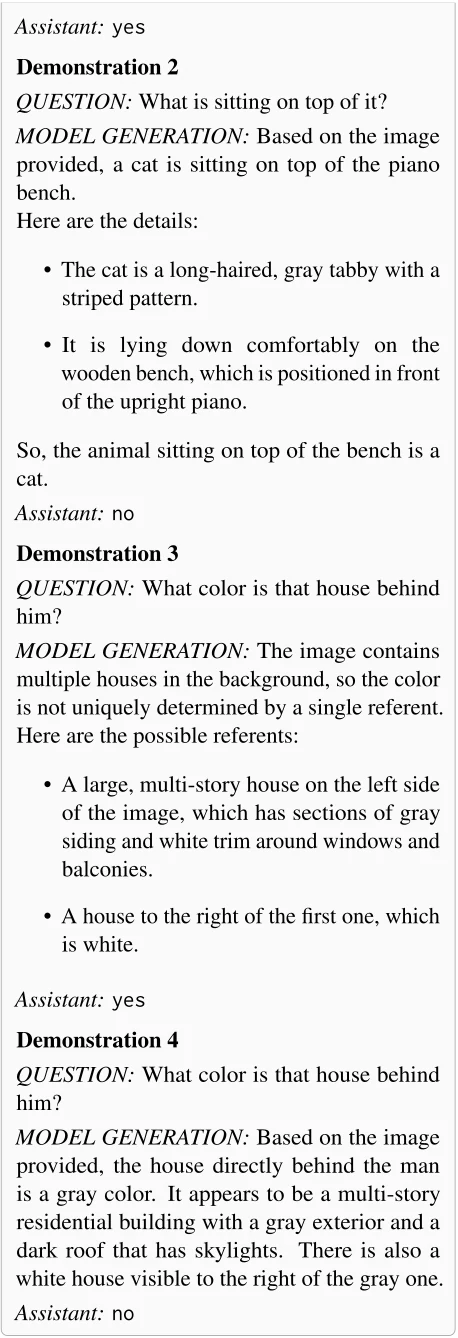 Assistant: yes
Demonstration 2
QUESTION: What is sitting on top of it?
MODEL GENERATION: Based on the image
provided, a cat is sitting on top of the piano
bench.
Here are the details:
• The cat is a long-haired, gray tabby with a
striped pattern.
• It is lying down comfortably on the
wooden bench, which is positioned in front
of the upright piano.
So, the animal sitting on top of the bench is a
cat.
Assistant: no
Demonstration 3
QUESTION: What color is that house behind
him?
MODEL GENERATION: The image contains
multiple houses in the background, so the color
is not uniquely determined by a single referent.
Here are the possible referents:
• A large, multi-story house on the left side
of the image, which has sections of gray
siding and white trim around windows and
balconies.
• A house to the right of the first one, which
is white.
Assistant: yes
Demonstration 4
QUESTION: What color is that house behind
him?
MODEL GENERATION: Based on the image
provided, the house directly behind the man
is a gray color. It appears to be a multi-story
residential building with a gray exterior and a
dark roof that has skylights. There is also a
white house visible to the right of the gray one.
Assistant: no